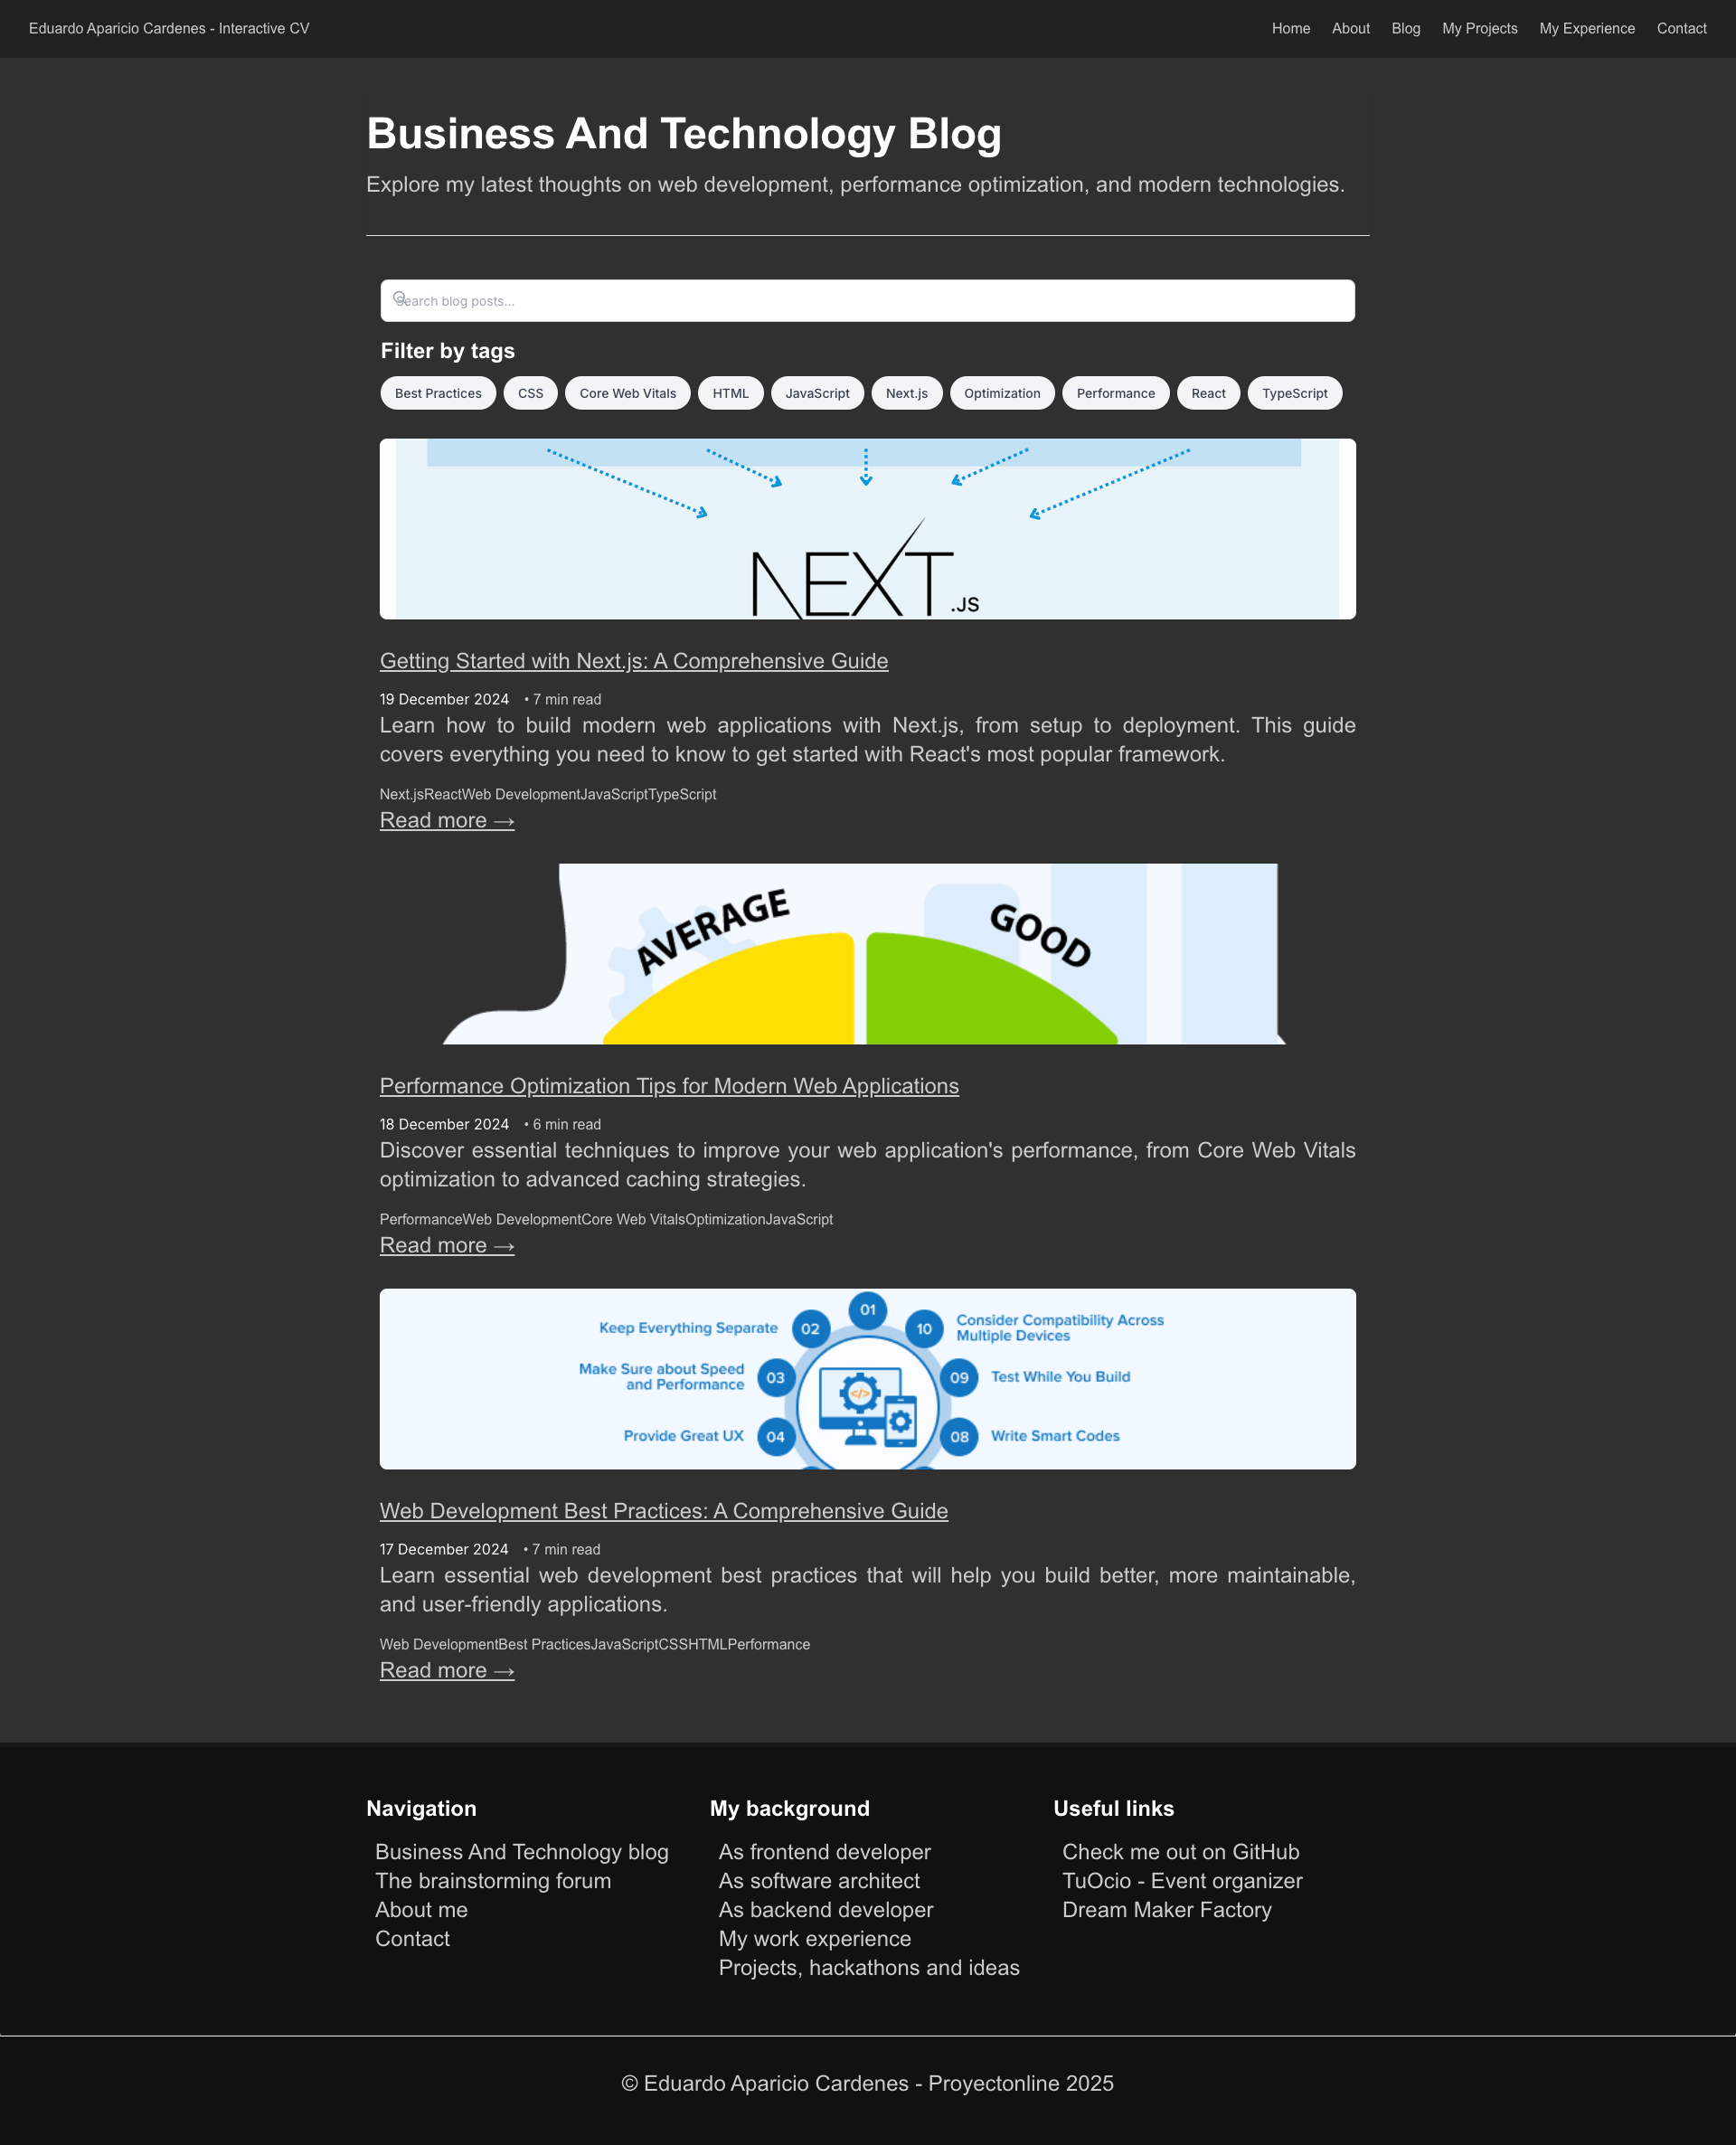 Eduardo Aparicio Cardenes - Interactive CV
Home About Blog My Projects My Experience Contact
Business And Technology Blog
Explore my latest thoughts on web development, performance optimization, and modern technologies.
Search blog posts...
Filter by tags
Best Practices CSS Core Web Vitals HTML JavaScript Next.js Optimization Performance React TypeScript
NEXT.JS
Getting Started with Next.js: A Comprehensive Guide
19 December 2024 • 7 min read
Learn how to build modern web applications with Next.js, from setup to deployment. This guide
covers everything you need to know to get started with React's most popular framework.
Next.jsReactWeb DevelopmentJavaScriptTypeScript
Read more →
AVERAGE GOOD
Performance Optimization Tips for Modern Web Applications
18 December 2024 • 6 min read
Discover essential techniques to improve your web application's performance, from Core Web Vitals
optimization to advanced caching strategies.
PerformanceWeb DevelopmentCore Web VitalsOptimizationJavaScript
Read more →
01
Keep Everything Separate 02
10 Consider Compatibility Across
Multiple Devices
Make Sure about Speed
and Performance 03
09 Test While You Build
</>
Provide Great UX 04
08 Write Smart Codes
Web Development Best Practices: A Comprehensive Guide
17 December 2024 • 7 min read
Learn essential web development best practices that will help you build better, more maintainable,
and user-friendly applications.
Web DevelopmentBest PracticesJavaScriptCSSHTMLPerformance
Read more →
Navigation
Business And Technology blog
The brainstorming forum
About me
Contact
My background
As frontend developer
As software architect
As backend developer
My work experience
Projects, hackathons and ideas
Useful links
Check me out on GitHub
TuOcio - Event organizer
Dream Maker Factory
© Eduardo Aparicio Cardenes - Proyectonline 2025